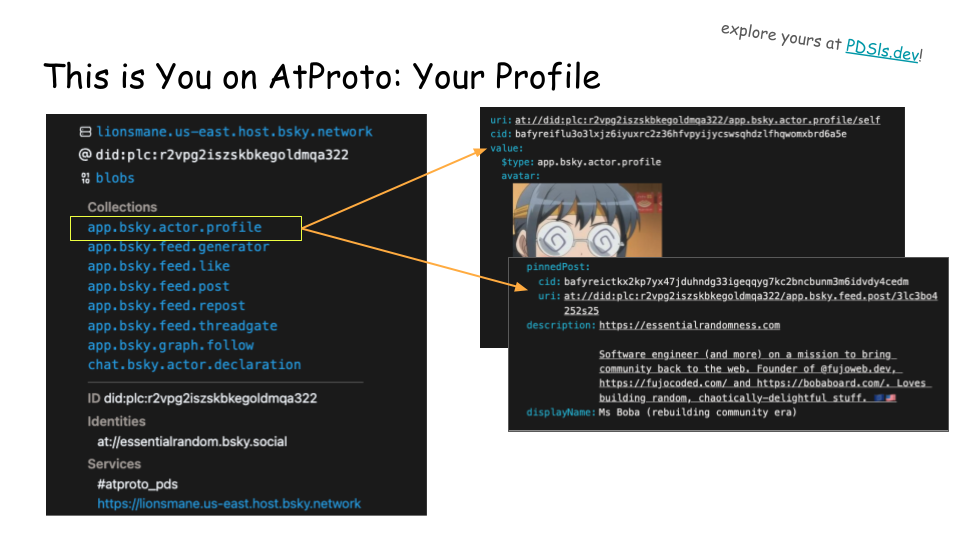 explore yours at PDSls.dev!
This is You on AtProto: Your Profile
lionsmane.us-east.host.bsky.network
@ did:plc:r2vpg2iszskbkegoldmqa322
blobs
Collections
app.bsky.actor.profile
app.bsky.feed.generator
app.bsky.feed.like
app.bsky.feed.post
app.bsky.feed.repost
app.bsky.feed.threadgate
app.bsky.graph.follow
chat.bsky.actor.declaration
ID did:plc:r2vpg2iszskbkegoldmqa322
Identities
at://essentialrandom.bsky.social
Services
#atproto_pds
https://lionsmane.us-east.host.bsky.network
uri: at://did:plc:r2vpg2iszskbkegoldmqa322/app.bsky.actor.profile/self
cid: bafyreiflu3o3lxjz6iyuxrc2z36hfvpyijycswsqhdzlfhqwomxbrd6a5e
value:
$type: app.bsky.actor.profile
avatar:
pinnedPost:
cid: bafyreictkx2kp7yx47jduhndg33igeqqyg7kc2bncbunm3m6idvdy4cedm
uri: at://did:plc:r2vpg2iszskbkegoldmqa322/app.bsky.feed.post/3lc3bo4
252s25
description: https://essentialrandomness.com
Software engineer (and more) on a mission to bring
community back to the web. Founder of @fujoweb.dev,
https://fujocoded.com/ and https://bobaboard.com/. Loves
building random, chaotically-delightful stuff. 🇪🇺🇺🇸
displayName: Ms Boba (rebuilding community era)